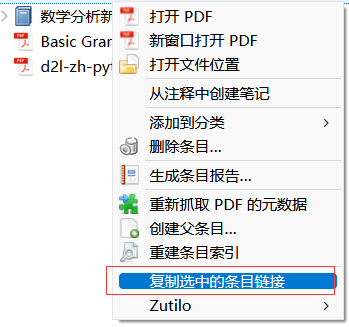 数学分析新
Basic Gran
d2l-zh-py
打开 PDF
新窗口打开 PDF
打开文件位置
从注释中创建笔记
添加到分类
删除条目...
生成条目报告...
重新抓取 PDF 的元数据
创建父条目...
重建条目索引
复制选中的条目链接
Zutilo